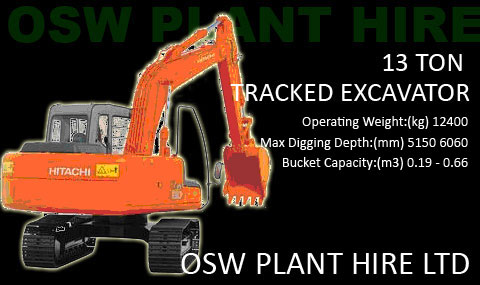 OSW PLANT HIRE
13 TON
TRACKED EXCAVATOR
Operating Weight:(kg) 12400
Max Digging Depth:(mm) 5150 6060
Bucket Capacity:(m3) 0.19 - 0.66
HITACHI
OSW PLANT HIRE LTD